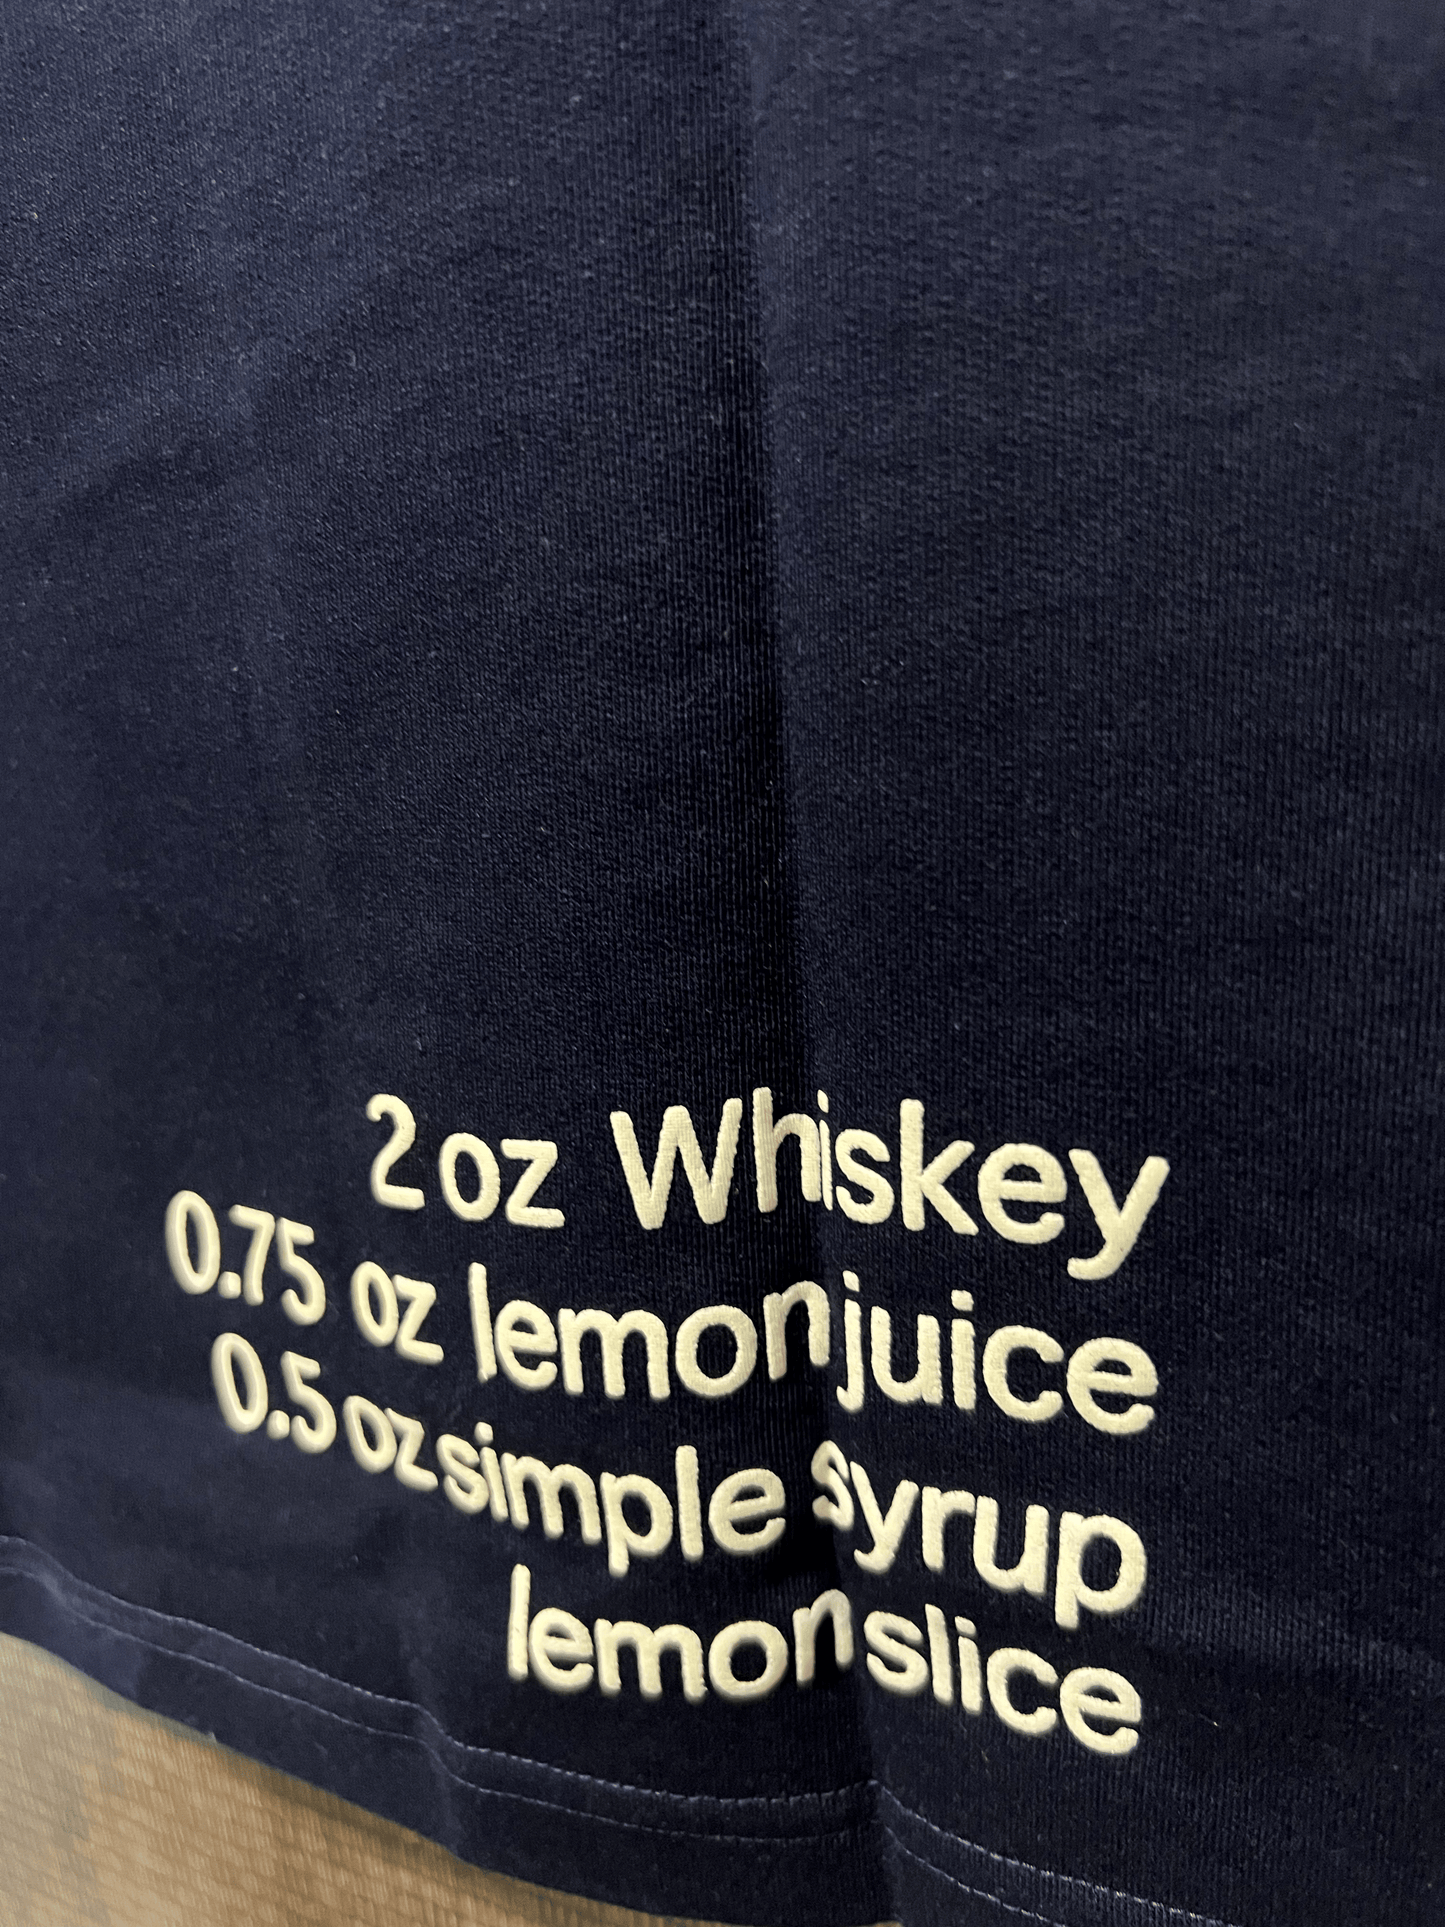 2 oz Whiskey
0.75 oz lemon juice
0.5 oz simple syrup
lemon slice